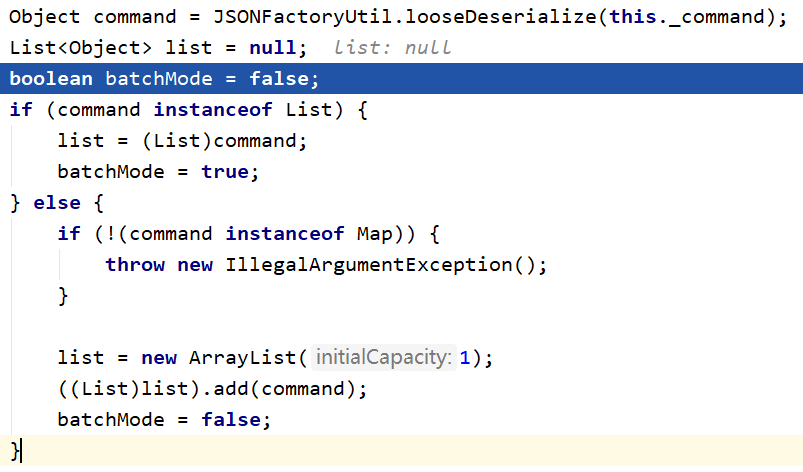 Object command = JSONFactoryUtil.looseDeserialize(this._command);
List<Object> list = null;  list: null
boolean batchMode = false;
if (command instanceof List) {
    list = (List)command;
    batchMode = true;
} else {
    if (!(command instanceof Map)) {
        throw new IllegalArgumentException();
    }
    list = new ArrayList( initialCapacity: 1);
    ((List)list).add(command);
    batchMode = false;
}